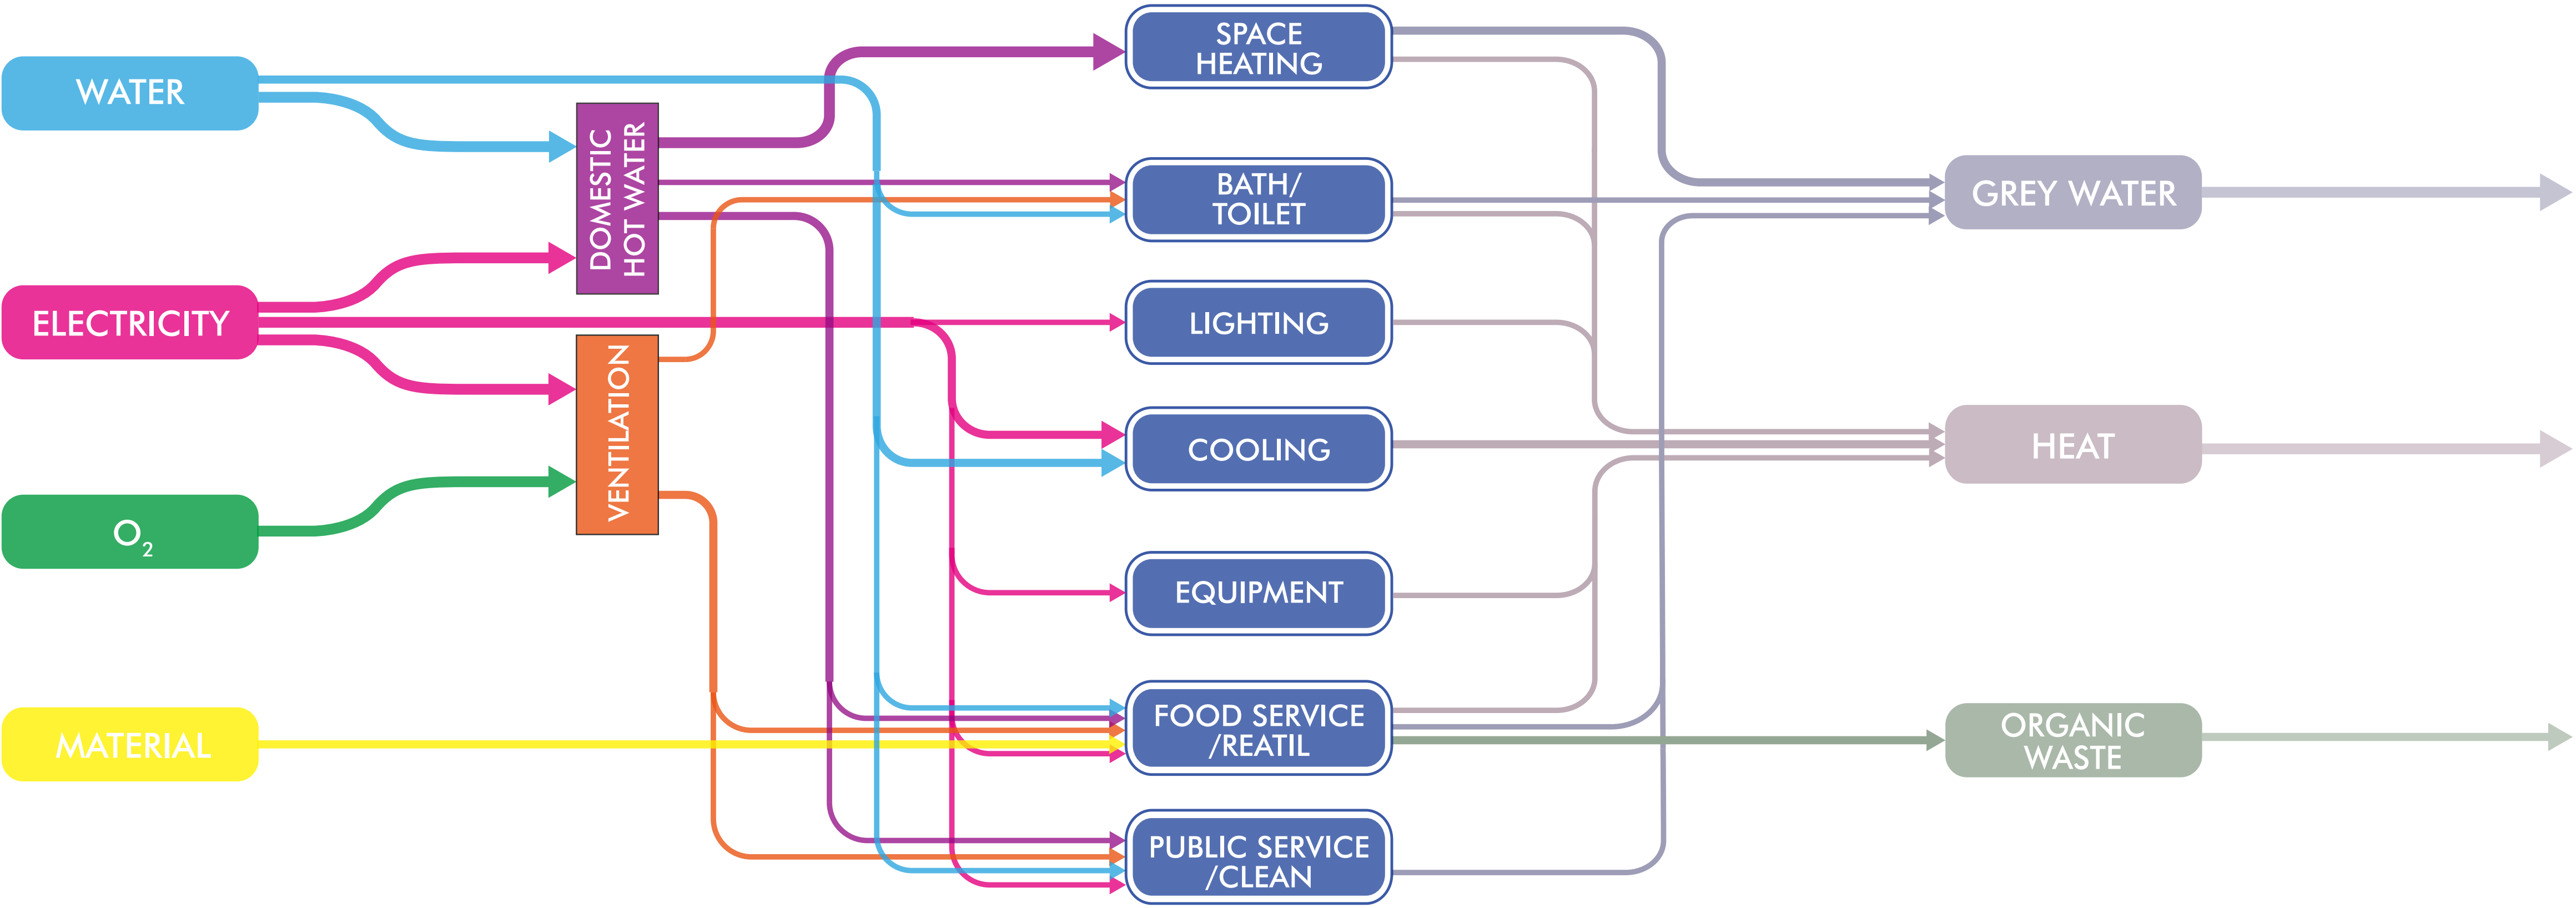 WATER
ELECTRICITY
O2
MATERIAL
DOMESTIC
HOT WATER
VENTILATION
SPACE
HEATING
BATH/
TOILET
LIGHTING
COOLING
EQUIPMENT
FOOD SERVICE
/REATIL
PUBLIC SERVICE
/CLEAN
GREY WATER
HEAT
ORGANIC
WASTE